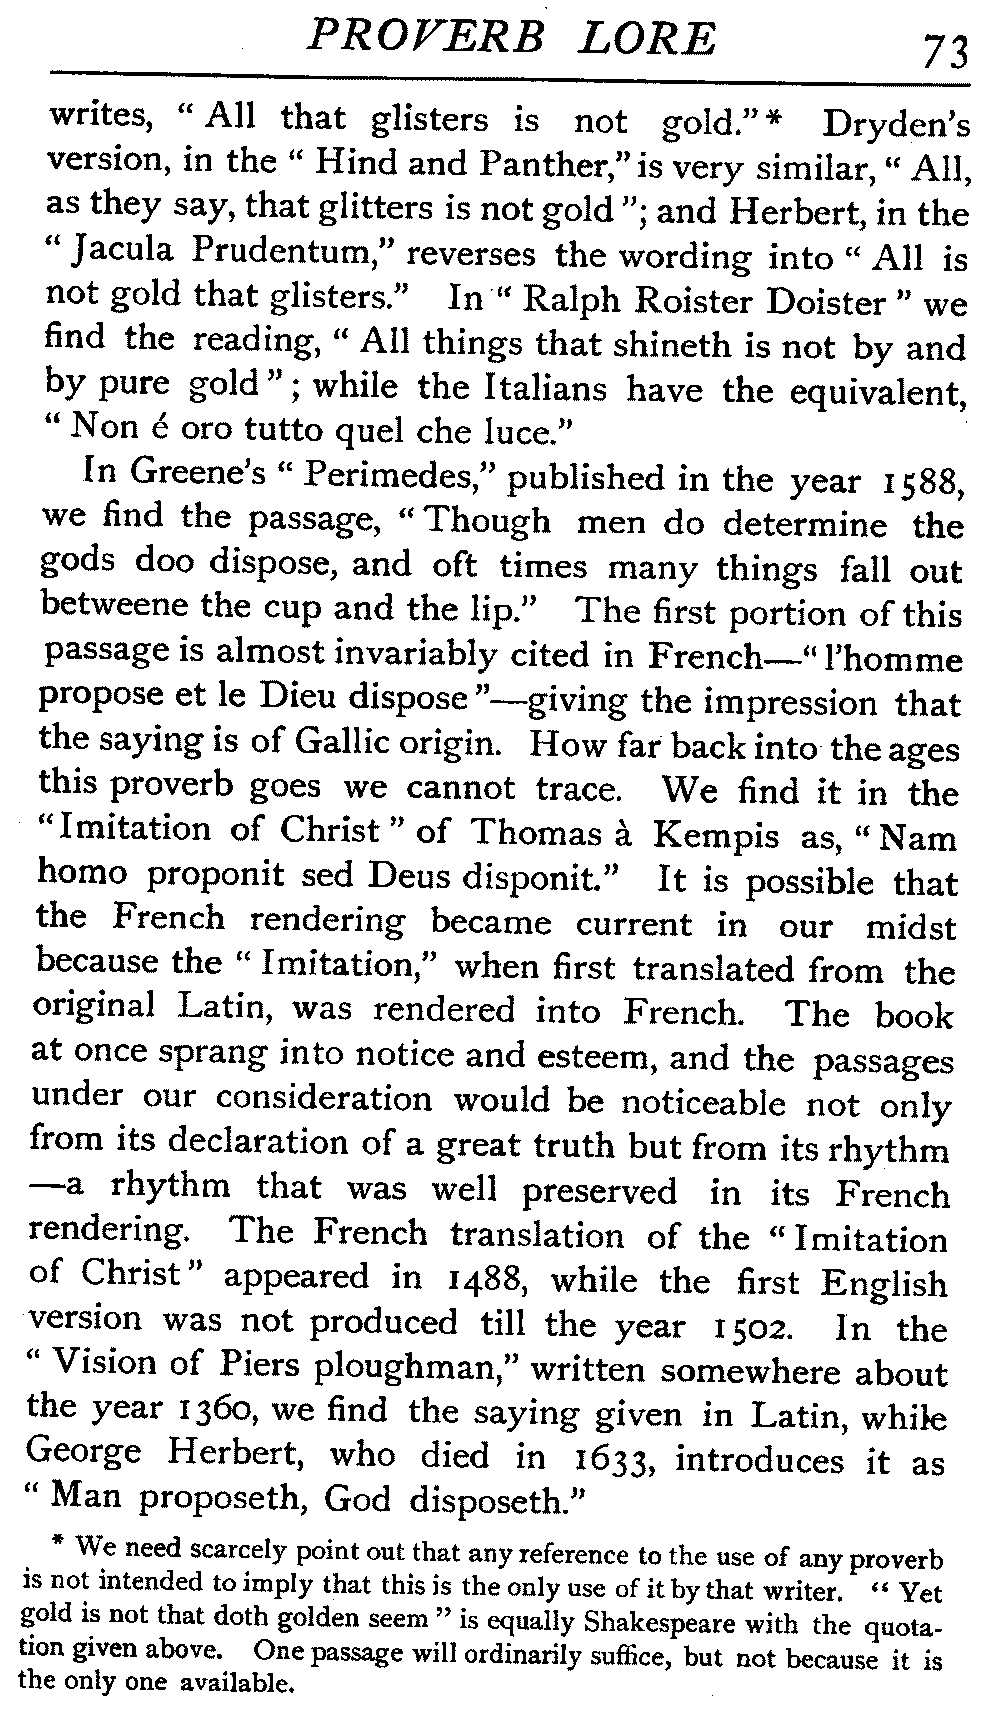 PROVERB LORE 73
writes, “ All that glisters is not gold.”* Dryden’s
version, in the “ Hind and Panther,” is very similar, “ All,
as they say, that glitters is not gold ”; and Herbert, in the
“ Jacula Prudentum,” reverses the wording into “ All is
not gold that glisters.” In “ Ralph Roister Doister ” we
find the reading, “ All things that shineth is not by and
by pure gold ” ; while the Italians have the equivalent,
“ Non é oro tutto quel che luce.”
In Greene’s “ Perimedes,” published in the year 1588,
we find the passage, “ Though men do determine the
gods doo dispose, and oft times many things fall out
betweene the cup and the lip.” The first portion of this
passage is almost invariably cited in French—“ l’homme
propose et le Dieu dispose ”—giving the impression that
the saying is of Gallic origin. How far back into the ages
this proverb goes we cannot trace. We find it in the
“ Imitation of Christ ” of Thomas à Kempis as, “ Nam
homo proponit sed Deus disponit.” It is possible that
the French rendering became current in our midst
because the “ Imitation,” when first translated from the
original Latin, was rendered into French. The book
at once sprang into notice and esteem, and the passages
under our consideration would be noticeable not only
from its declaration of a great truth but from its rhythm
—a rhythm that was well preserved in its French
rendering. The French translation of the “ Imitation
of Christ ” appeared in 1488, while the first English
version was not produced till the year 1502. In the
“ Vision of Piers ploughman,” written somewhere about
the year 1360, we find the saying given in Latin, while
George Herbert, who died in 1633, introduces it as
“ Man proposeth, God disposeth.”
* We need scarcely point out that any reference to the use of any proverb
is not intended to imply that this is the only use of it by that writer. “ Yet
gold is not that doth golden seem ” is equally Shakespeare with the quota-
tion given above. One passage will ordinarily suffice, but not because it is
the only one available.